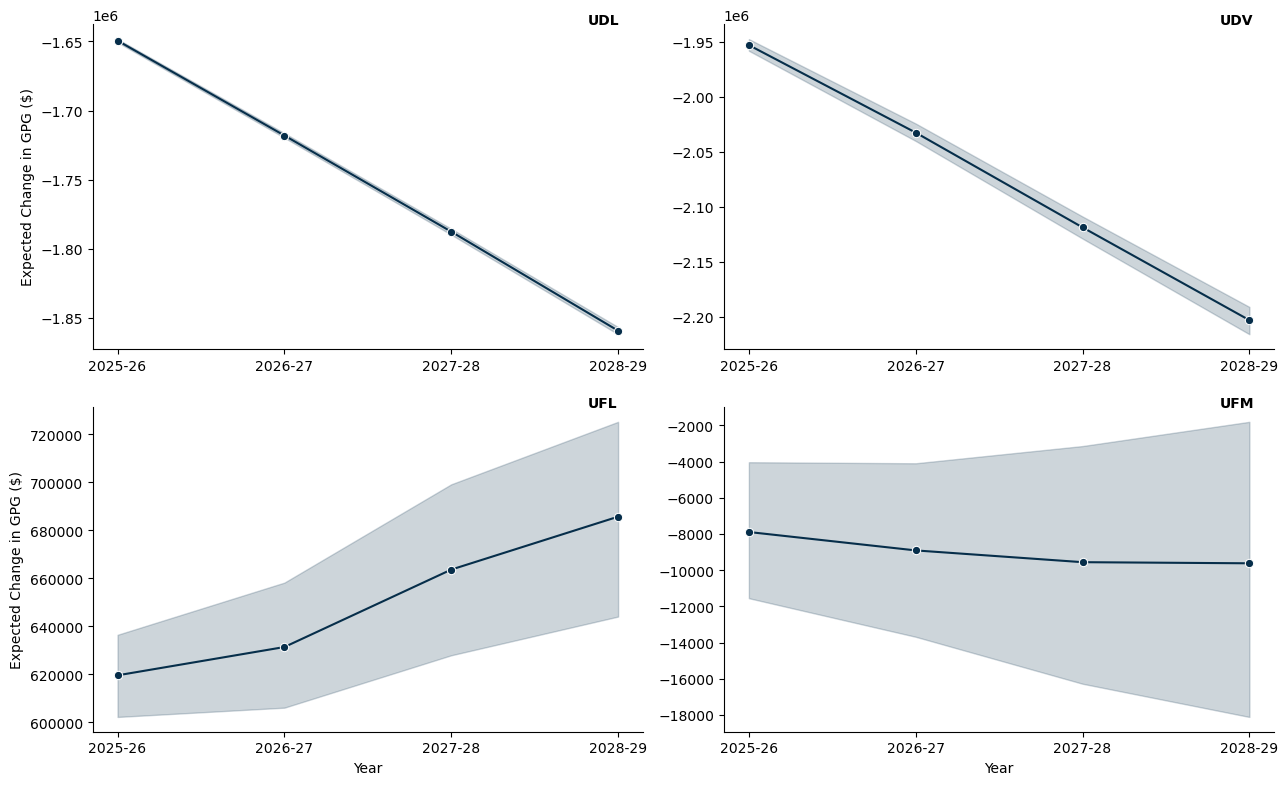 1e6
UDL
−1.65
−1.70
−1.75
−1.80
−1.85
Expected Change in GPG ($)
2025-26 2026-27 2027-28 2028-29
1e6
UDV
−1.95
−2.00
−2.05
−2.10
−2.15
−2.20
2025-26 2026-27 2027-28 2028-29
UFL
720000
700000
680000
660000
640000
620000
600000
Expected Change in GPG ($)
2025-26 2026-27 2027-28 2028-29
Year
UFM
−2000
−4000
−6000
−8000
−10000
−12000
−14000
−16000
−18000
2025-26 2026-27 2027-28 2028-29
Year